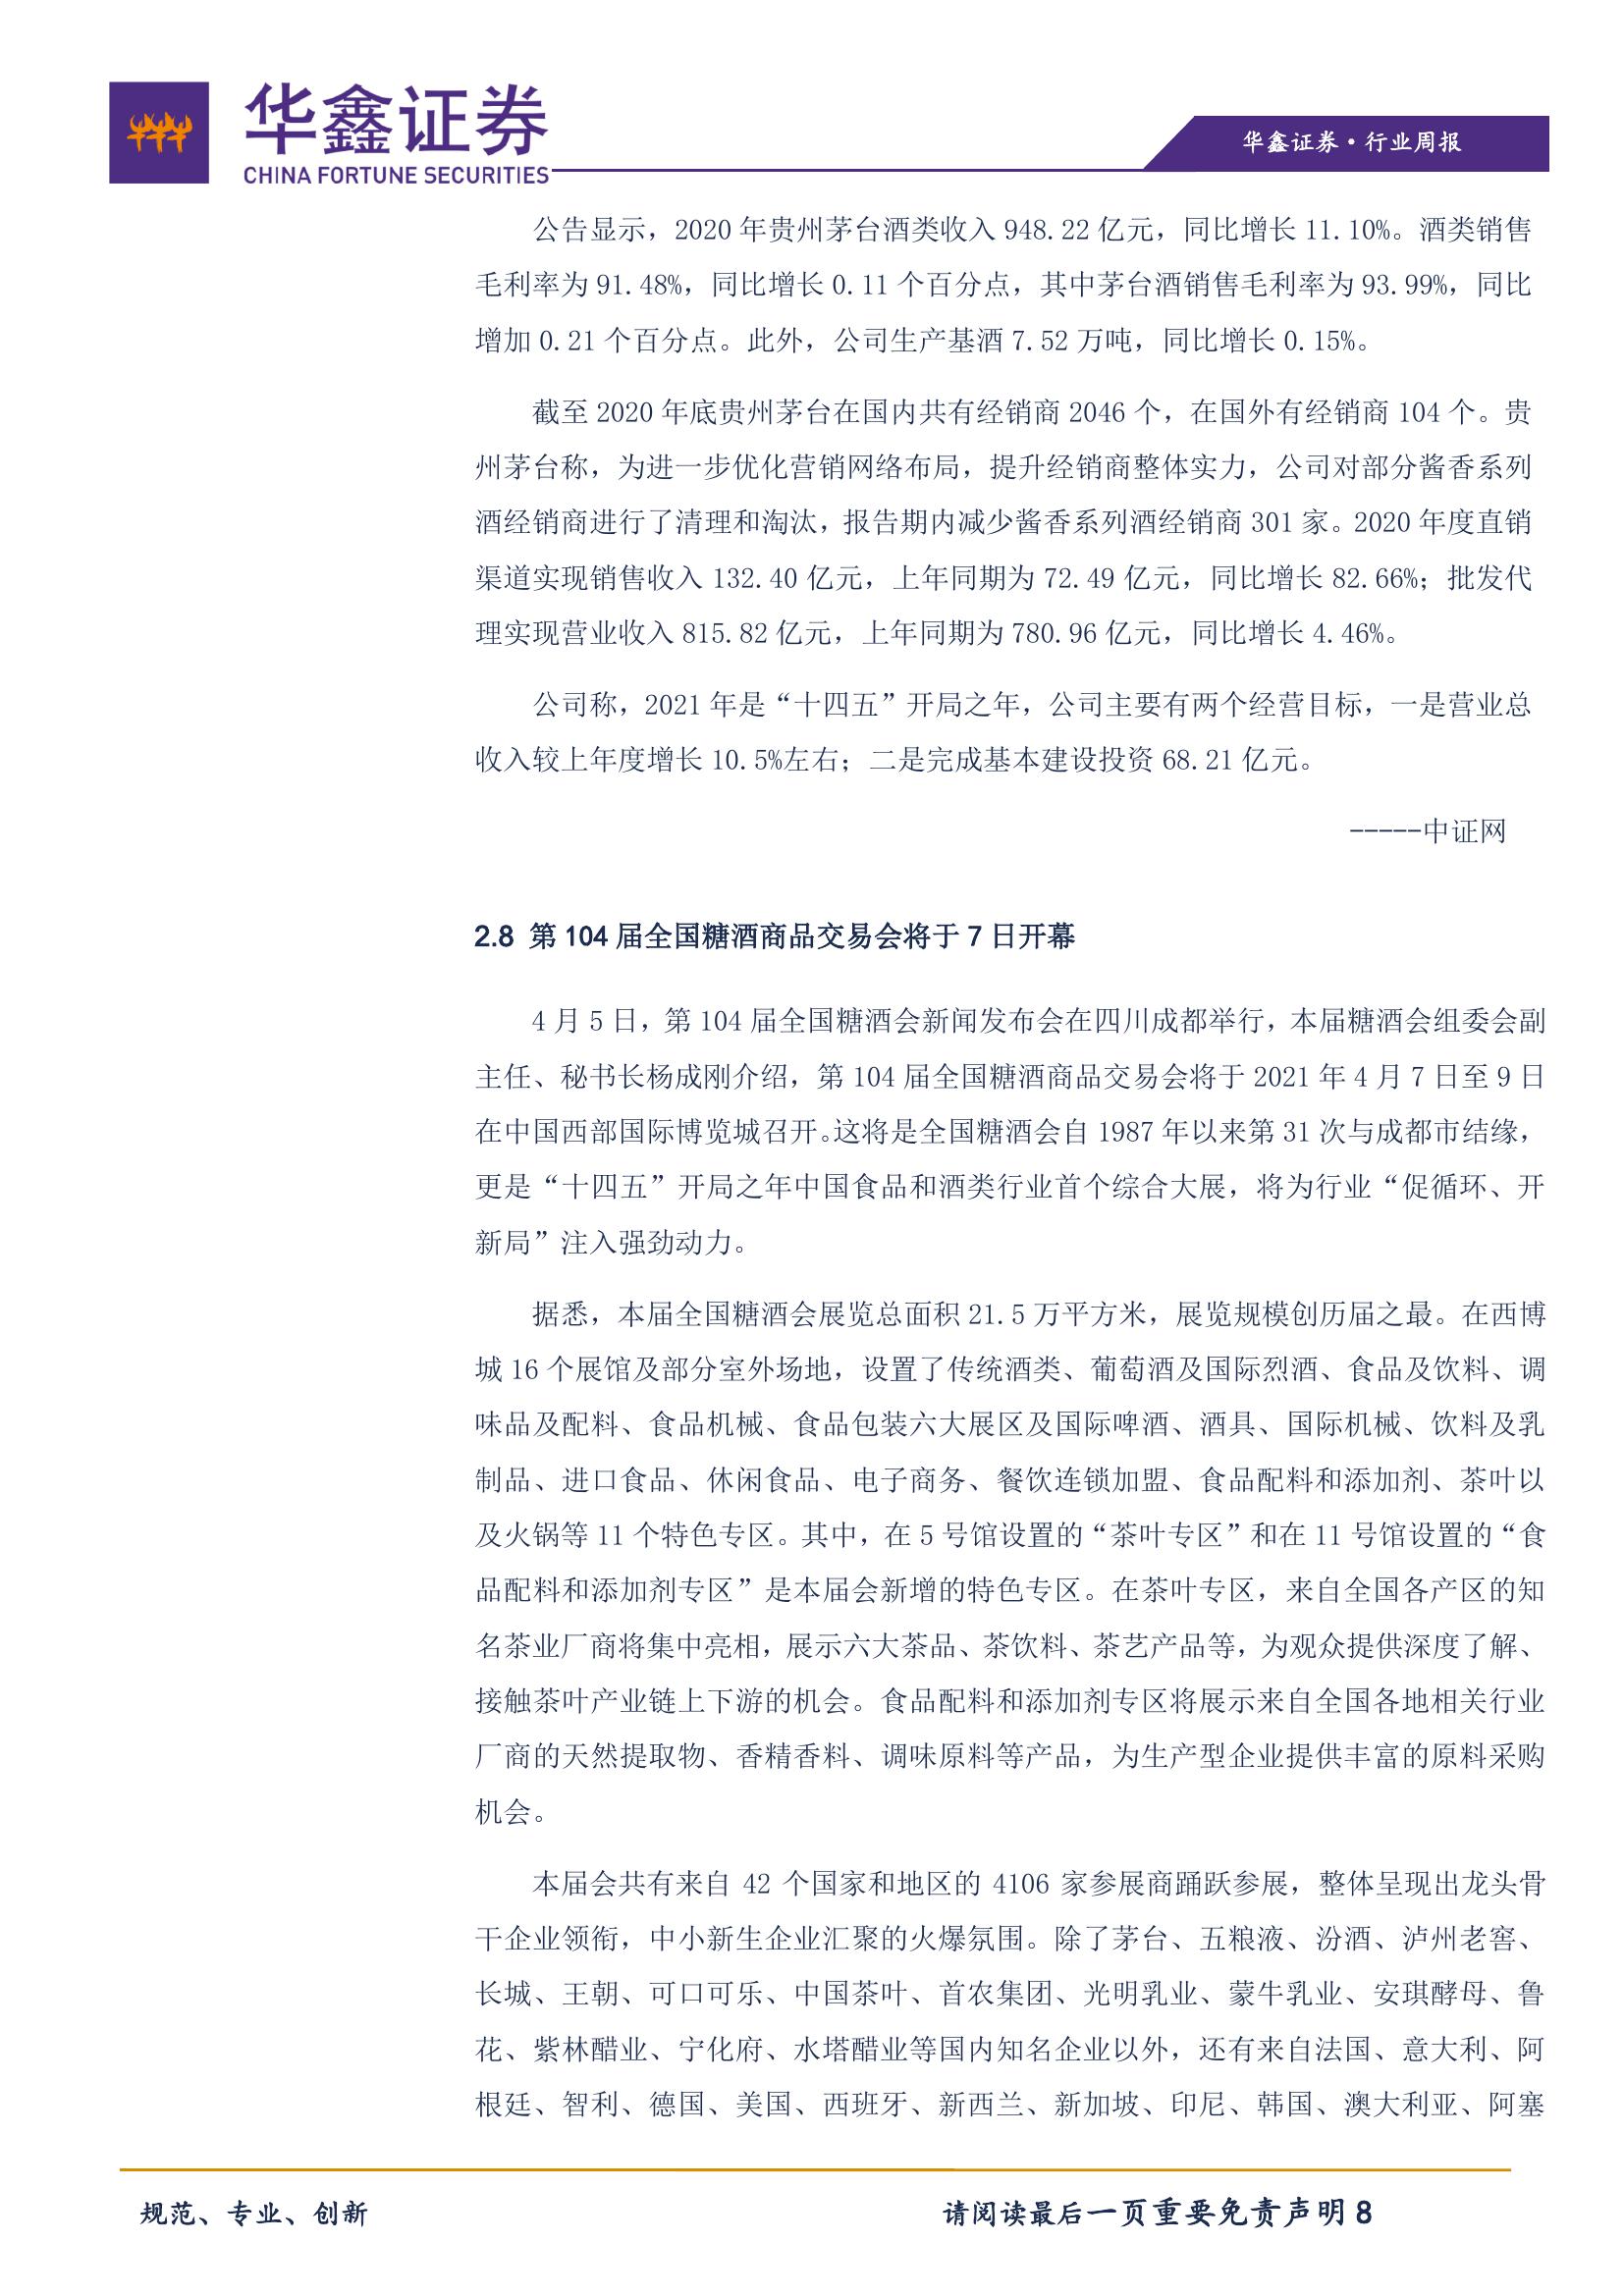 华鑫证券
CHINA FORTUNE SECURITIES
华鑫证券·行业周报
公告显示，2020 年贵州茅台酒类收入 948.22 亿元，同比增长 11.10%。酒类销售
毛利率为 91.48%，同比增长 0.11 个百分点，其中茅台酒销售毛利率为 93.99%，同比
增加 0.21 个百分点。此外，公司生产基酒 7.52 万吨，同比增长 0.15%。
截至 2020 年底贵州茅台在国内共有经销商 2046 个，在国外有经销商 104 个。贵
州茅台称，为进一步优化营销网络布局，提升经销商整体实力，公司对部分酱香系列
酒经销商进行了清理和淘汰，报告期内减少酱香系列酒经销商 301 家。2020 年度直销
渠道实现销售收入 132.40 亿元，上年同期为 72.49 亿元，同比增长 82.66%；批发代
理实现营业收入 815.82 亿元，上年同期为 780.96 亿元，同比增长 4.46%。
公司称，2021 年是“十四五”开局之年，公司主要有两个经营目标，一是营业总
收入较上年度增长 10.5%左右；二是完成基本建设投资 68.21 亿元。
-----中证网
2.8 第 104 届全国糖酒商品交易会将于 7 日开幕
4 月 5 日，第 104 届全国糖酒会新闻发布会在四川成都举行，本届糖酒会组委会副
主任、秘书长杨成刚介绍，第 104 届全国糖酒商品交易会将于 2021 年 4 月 7 日至 9 日
在中国西部国际博览城召开。这将是全国糖酒会自 1987 年以来第 31 次与成都市结缘，
更是“十四五”开局之年中国食品和酒类行业首个综合大展，将为行业“促循环、开
新局”注入强劲动力。
据悉，本届全国糖酒会展览总面积 21.5 万平方米，展览规模创历届之最。在西博
城 16 个展馆及部分室外场地，设置了传统酒类、葡萄酒及国际烈酒、食品及饮料、调
味品及配料、食品机械、食品包装六大展区及国际啤酒、酒具、国际机械、饮料及乳
制品、进口食品、休闲食品、电子商务、餐饮连锁加盟、食品配料和添加剂、茶叶以
及火锅等 11 个特色专区。其中，在 5 号馆设置的“茶叶专区”和在 11 号馆设置的“食
品配料和添加剂专区”是本届会新增的特色专区。在茶叶专区，来自全国各产区的知
名茶业厂商将集中亮相，展示六大茶品、茶饮料、茶艺产品等，为观众提供深度了解、
接触茶叶产业链上下游的机会。食品配料和添加剂专区将展示来自全国各地相关行业
厂商的天然提取物、香精香料、调味原料等产品，为生产型企业提供丰富的原料采购
机会。
本届会共有来自 42 个国家和地区的 4106 家参展商踊跃参展，整体呈现出龙头骨
干企业领衔，中小新生企业汇聚的火爆氛围。除了茅台、五粮液、汾酒、泸州老窖、
长城、王朝、可口可乐、中国茶叶、首农集团、光明乳业、蒙牛乳业、安琪酵母、鲁
花、紫林醋业、宁化府、水塔醋业等国内知名企业以外，还有来自法国、意大利、阿
根廷、智利、德国、美国、西班牙、新西兰、新加坡、印尼、韩国、澳大利亚、阿塞
规范、专业、创新
请阅读最后一页重要免责声明 8